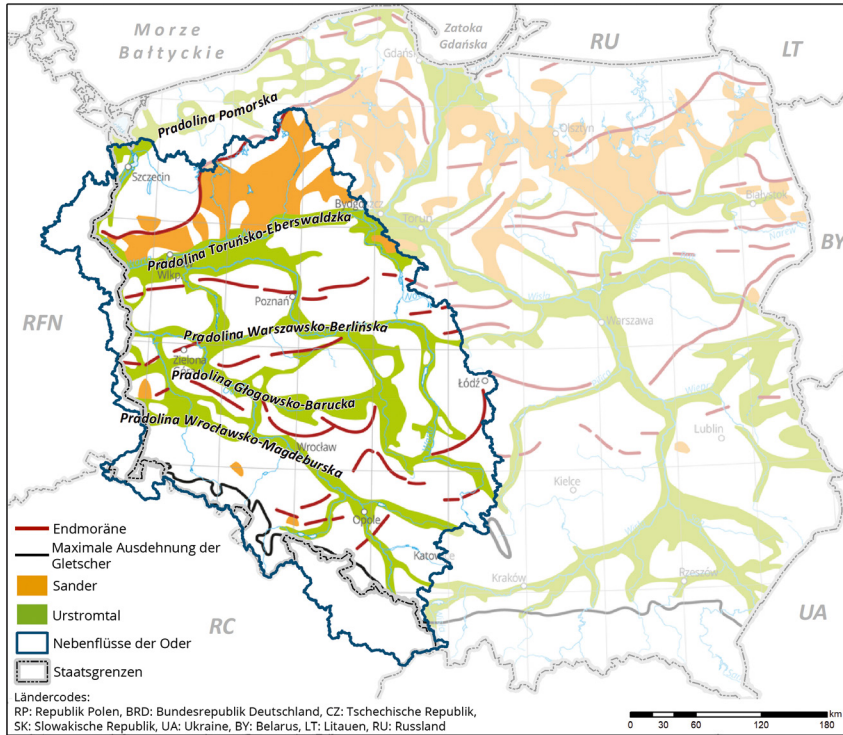 Morze
Bałtyckie
Zatoka
Gdańska
RU
LT
Gdańsk
Pradolina Pomorska
Olsztyn
Szczecin
Białystok
Bydgoszcz
Toruń
Narew
BY
Pradolina Toruńsko-Eberswaldzka
Wlkp.
Poznań
Wisła
RFN
Warszawa
Pradolina Warszawsko-Berlińska
Zielona
Góra
Pradolina Głogowsko-Barucka
Łódź
Pradolina Wrocławsko-Magdeburska
Wrocław
Lublin
Kielce
Opole
Katowice
Kraków
Rzeszów
RC
UA
Endmoräne
Maximale Ausdehnung der
Gletscher
Sander
Urstromtal
Nebenflüsse der Oder
Staatsgrenzen
Ländercodes:
RP: Republik Polen, BRD: Bundesrepublik Deutschland, CZ: Tschechische Republik,
SK: Slowakische Republik, UA: Ukraine, BY: Belarus, LT: Litauen, RU: Russland
km
0 30 60 120 180